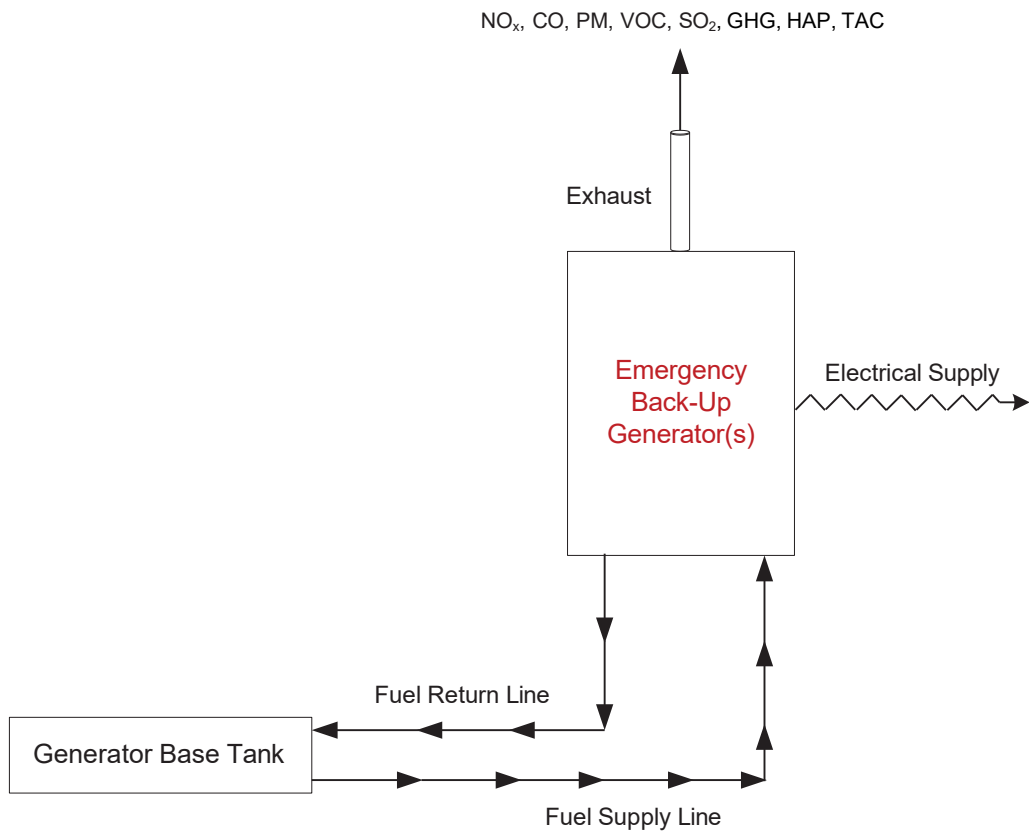 NOₓ, CO, PM, VOC, SO₂, GHG, HAP, TAC
Exhaust
Emergency
Back-Up
Generator(s)
Electrical Supply
Fuel Return Line
Generator Base Tank
Fuel Supply Line